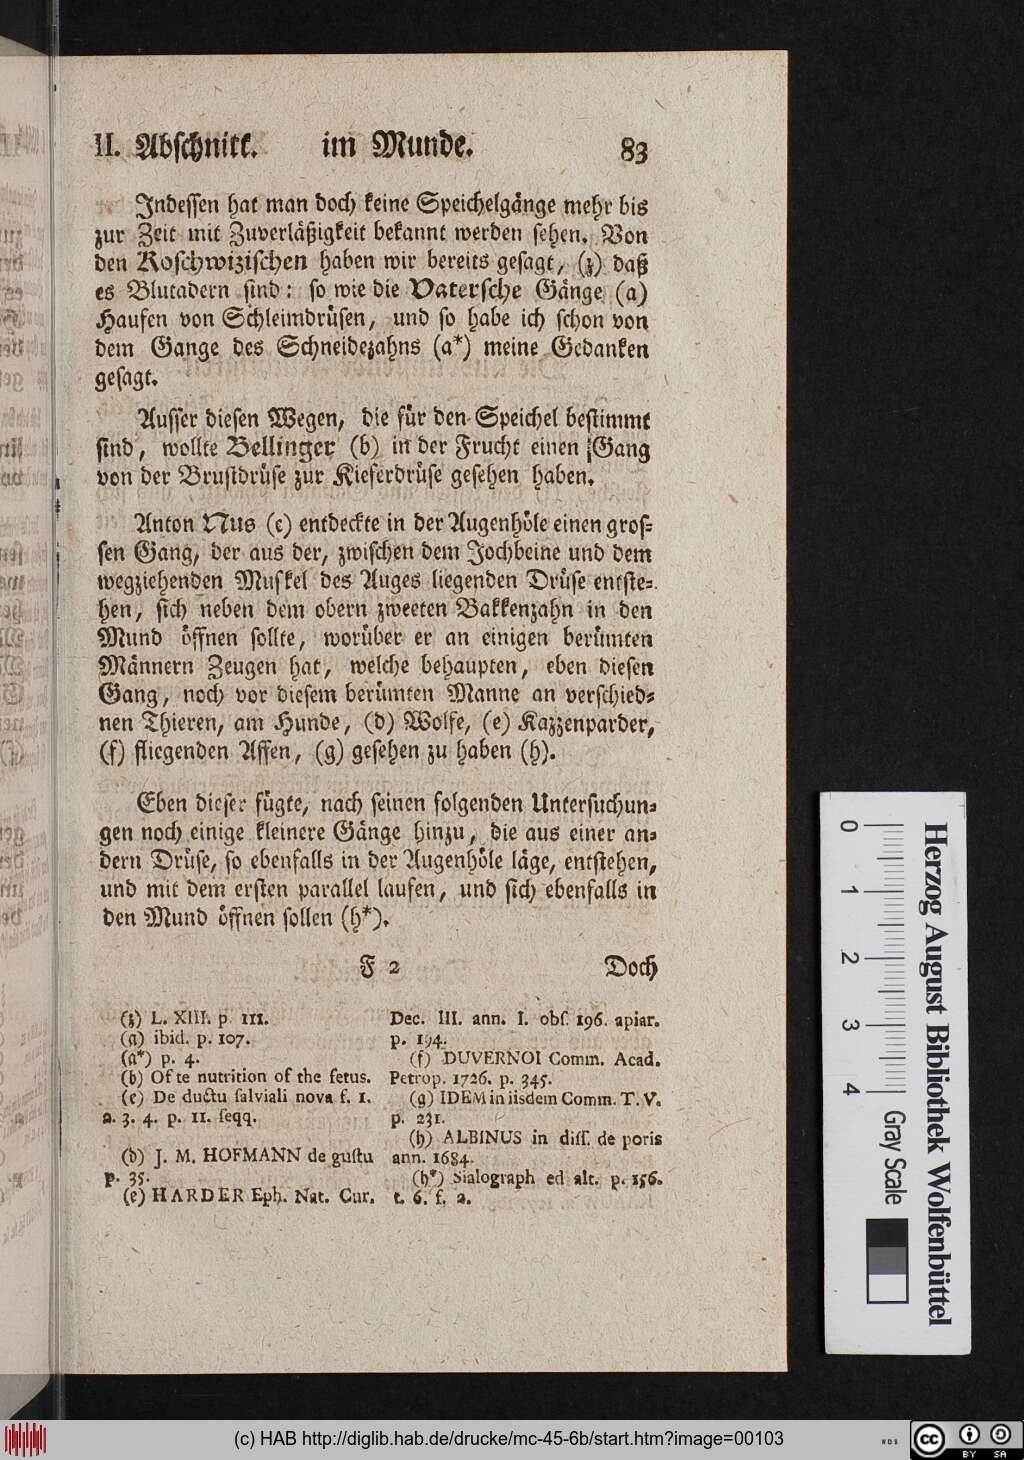 II. Abschnitt. im Munde. 83
Indessen hat man doch keine Speichelgänge mehr bis
zur Zeit mit Zuverläßigkeit bekannt werden sehen. Von
den Koschwizischen haben wir bereits gesagt, (z) daß
es Blutadern sind: so wie die Vatersche Gänge (a)
Haufen von Schleimdrüsen, und so habe ich schon von
dem Gange des Schneidezahns (a*) meine Gedanken
gesagt.
Ausser diesen Wegen, die für den Speichel bestimmt
sind, wollte Bellinger (b) in der Frucht einen Gang
von der Brustdrüse zur Kieferdrüse gesehen haben.
Anton Nus (c) entdeckte in der Augenhöle einen gros-
sen Gang, der aus der, zwischen dem Jochbeine und dem
wegziehenden Muskel des Auges liegenden Drüse entste-
hen, sich neben dem obern zweeten Bakkenzahn in den
Mund öffnen sollte, worüber er an einigen berümten
Männern Zeugen hat, welche behaupten, eben diesen
Gang, noch vor diesem berümten Manne an verschied-
nen Thieren, am Hunde, (d) Wolfe, (e) Kazzenparder,
(f) fliegenden Affen, (g) gesehen zu haben (h).
Eben dieser fügte, nach seinen folgenden Untersuchun-
gen noch einige kleinere Gänge hinzu, die aus einer an-
dern Drüse, so ebenfalls in der Augenhöle läge, entstehen,
und mit dem ersten parallel laufen, und sich ebenfalls in
den Mund öffnen sollen (h*).
F 2 Doch
(z) L. XIII. p. 111.
(a) ibid. p. 107.
(a*) p. 4.
(b) Of te nutrition of the fetus.
(c) De ductu salviali nova f. 1.
2. 3. 4. p. 11. seqq.
(d) J. M. HOFMANN de gustu
p. 35.
(e) HARDER Eph. Nat. Cur.
Dec. III. ann. I. obs. 196. apiar.
p. 194.
(f) DUVERNOI Comm. Acad.
Petrop. 1726. p. 345.
(g) IDEM in iisdem Comm. T. V.
p. 231.
(h) ALBINUS in diss. de poris
ann. 1684.
(h*) Sialograph ed alt. p. 156.
t. 6. f. 2.
0 1 2 3 4
Gray Scale
Herzog August Bibliothek Wolfenbüttel
(c) HAB http://diglib.hab.de/drucke/mc-45-6b/start.htm?image=00103
WDB
cc BY SA